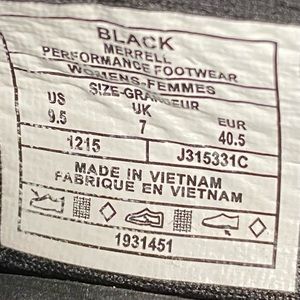 BLACK
MERRELL
PERFORMANCE FOOTWEAR
WOMENS-FEMMES
SIZE-GRANDEUR
US UK EUR
9.5 7 40.5
1215 J315331C
MADE IN VIETNAM
FABRIQUE EN VIETNAM
1931451